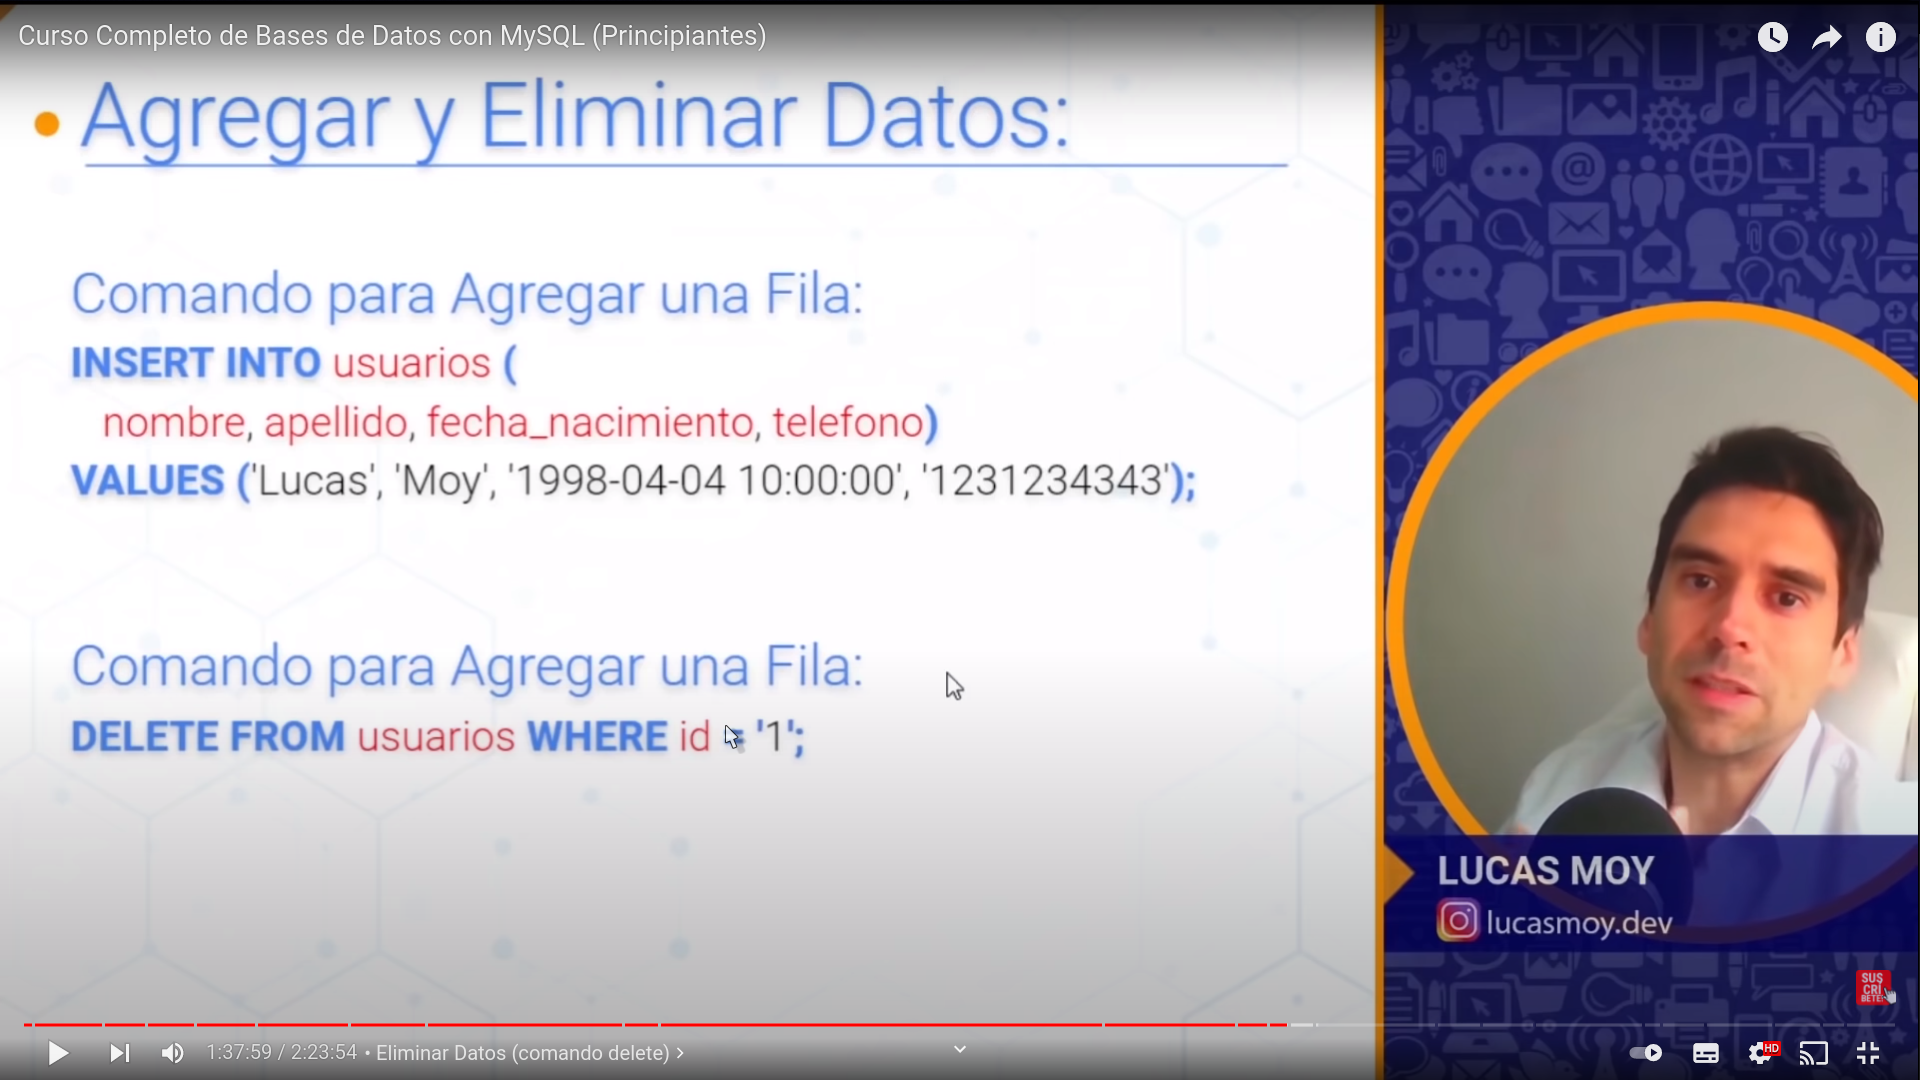 Curso Completo de Bases de Datos con MySQL (Principiantes)
Agregar y Eliminar Datos:
Comando para Agregar una Fila:
INSERT INTO usuarios (
nombre, apellido, fecha_nacimiento, telefono)
VALUES ('Lucas', 'Moy', '1998-04-04 10:00:00', '1231234343');
Comando para Agregar una Fila:
DELETE FROM usuarios WHERE id = '1';
LUCAS MOY
lucasmoy.dev
SUS
CRÍ
BETE
1:37:59 / 2:23:54 • Eliminar Datos (comando delete) >
HD